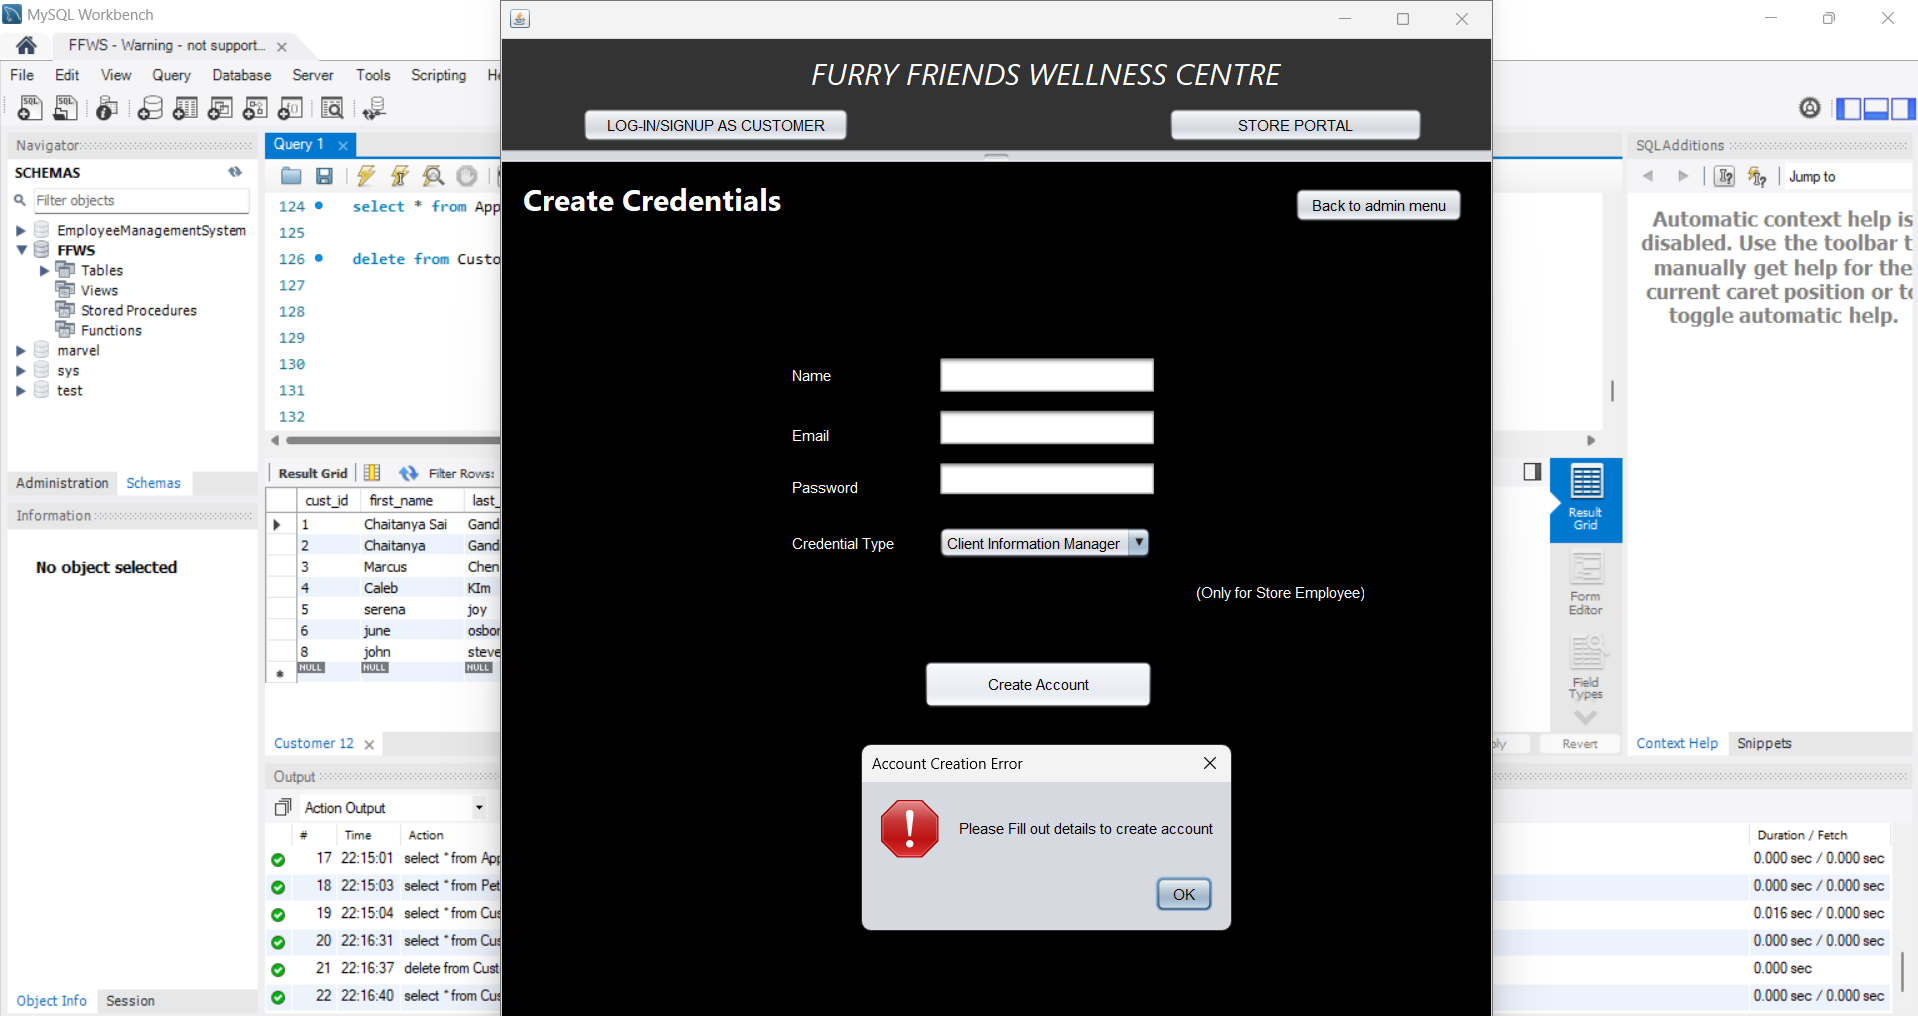 MySQL Workbench
FFWS - Warning - not support...
File Edit View Query Database Server Tools Scripting
Navigator
SCHEMAS
Filter objects
EmployeeManagementSystem
FFWS
Tables
Views
Stored Procedures
Functions
marvel
sys
test
Administration Schemas
Information
No object selected
Object Info Session
Query 1
124 select * from App
125
126 delete from Custo
127
128
129
130
131
132
Result Grid Filter Rows:
cust_id first_name last_
1 Chaitanya Sai Gand
2 Chaitanya Gand
3 Marcus Chen
4 Caleb KIm
5 serena joy
6 june osbor
8 john steve
NULL NULL NULL
Customer 12
Output
Action Output
# Time Action
17 22:15:01 select * from App
18 22:15:03 select * from Pet
19 22:15:04 select * from Cus
20 22:16:31 select * from Cus
21 22:16:37 delete from Cust
22 22:16:40 select * from Cus
FURRY FRIENDS WELLNESS CENTRE
LOG-IN/SIGNUP AS CUSTOMER
STORE PORTAL
Create Credentials
Back to admin menu
Name
Email
Password
Credential Type Client Information Manager
(Only for Store Employee)
Create Account
Account Creation Error
Please Fill out details to create account
OK
Result
Grid
Form
Editor
Field
Types
Revert
SQLAdditions
Jump to
Automatic context help is
disabled. Use the toolbar t
manually get help for the
current caret position or to
toggle automatic help.
Context Help Snippets
Duration / Fetch
0.000 sec / 0.000 sec
0.000 sec / 0.000 sec
0.016 sec / 0.000 sec
0.000 sec / 0.000 sec
0.000 sec
0.000 sec / 0.000 sec